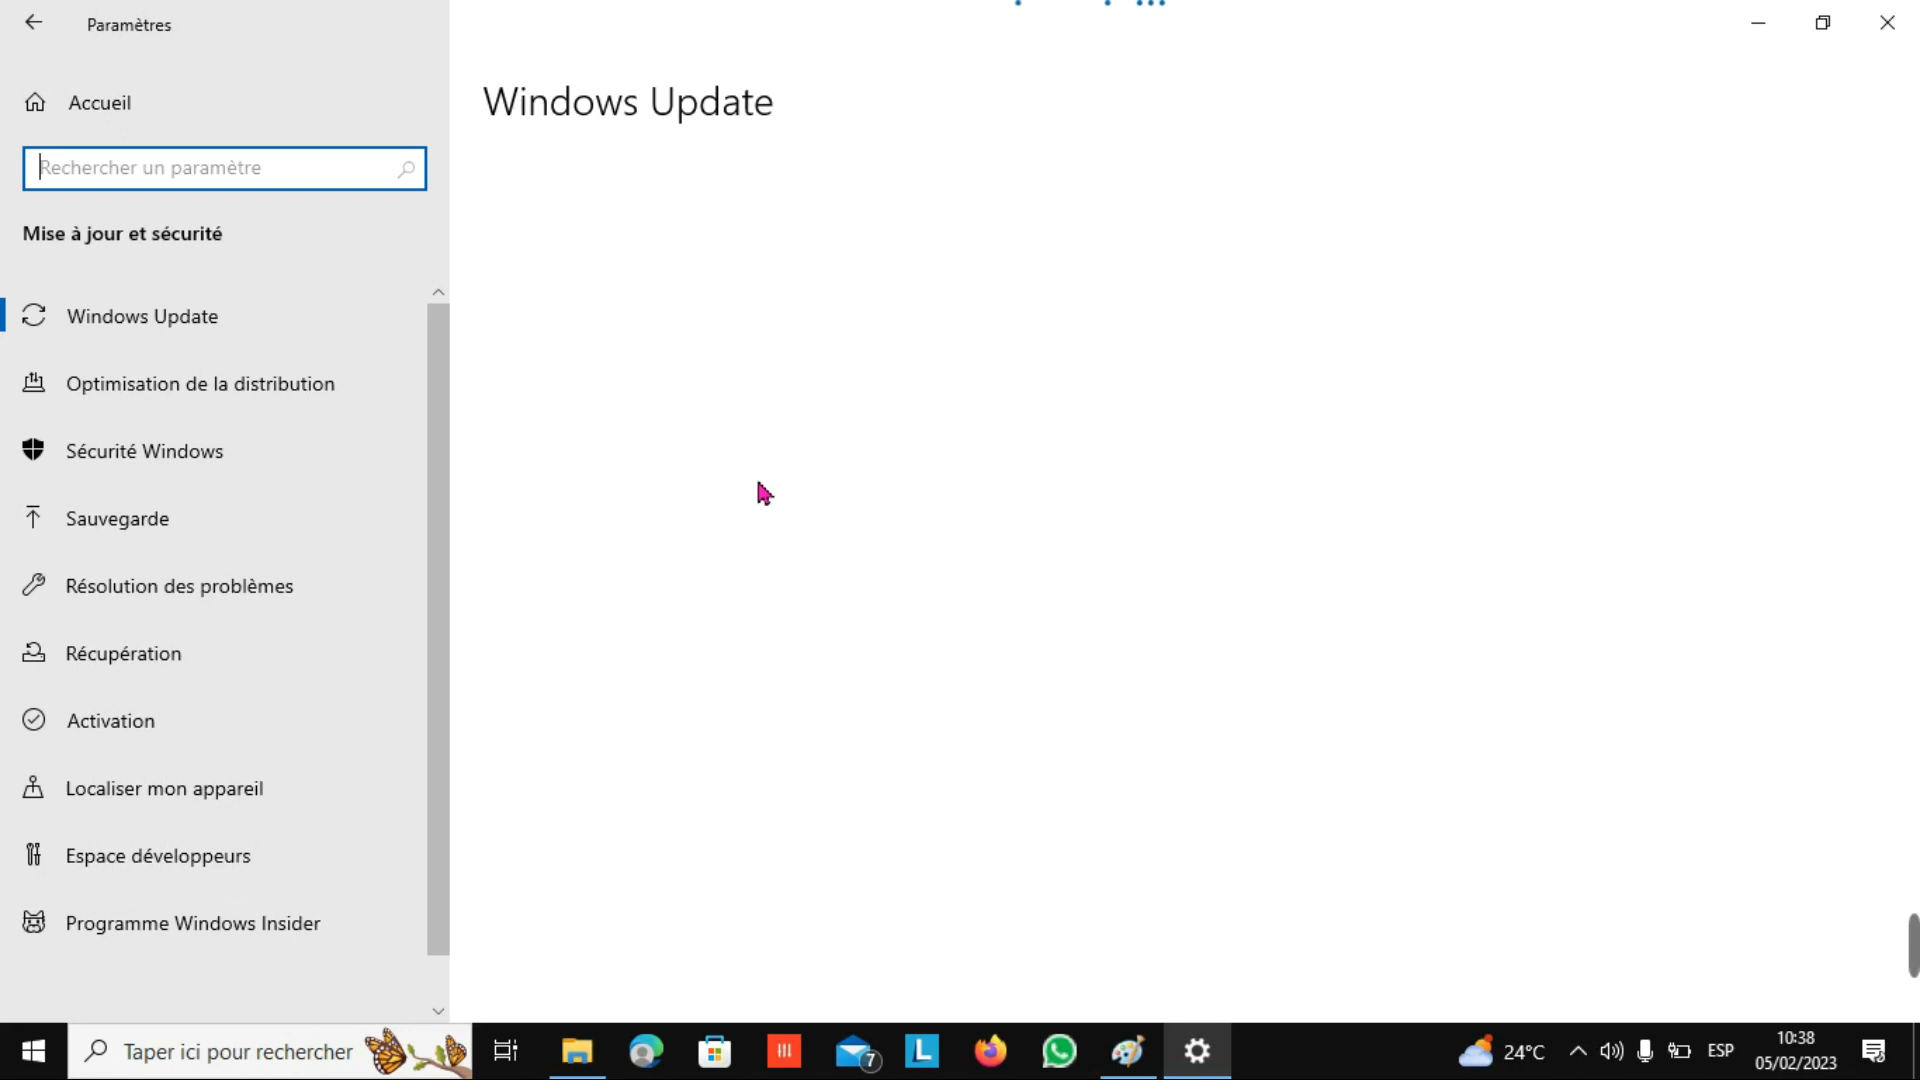 Paramètres
Accueil
Rechercher un paramètre
Mise à jour et sécurité
Windows Update
Optimisation de la distribution
Sécurité Windows
Sauvegarde
Résolution des problèmes
Récupération
Activation
Localiser mon appareil
Espace développeurs
Programme Windows Insider
Windows Update
Taper ici pour rechercher
7
L
24°C
ESP
10:38
05/02/2023